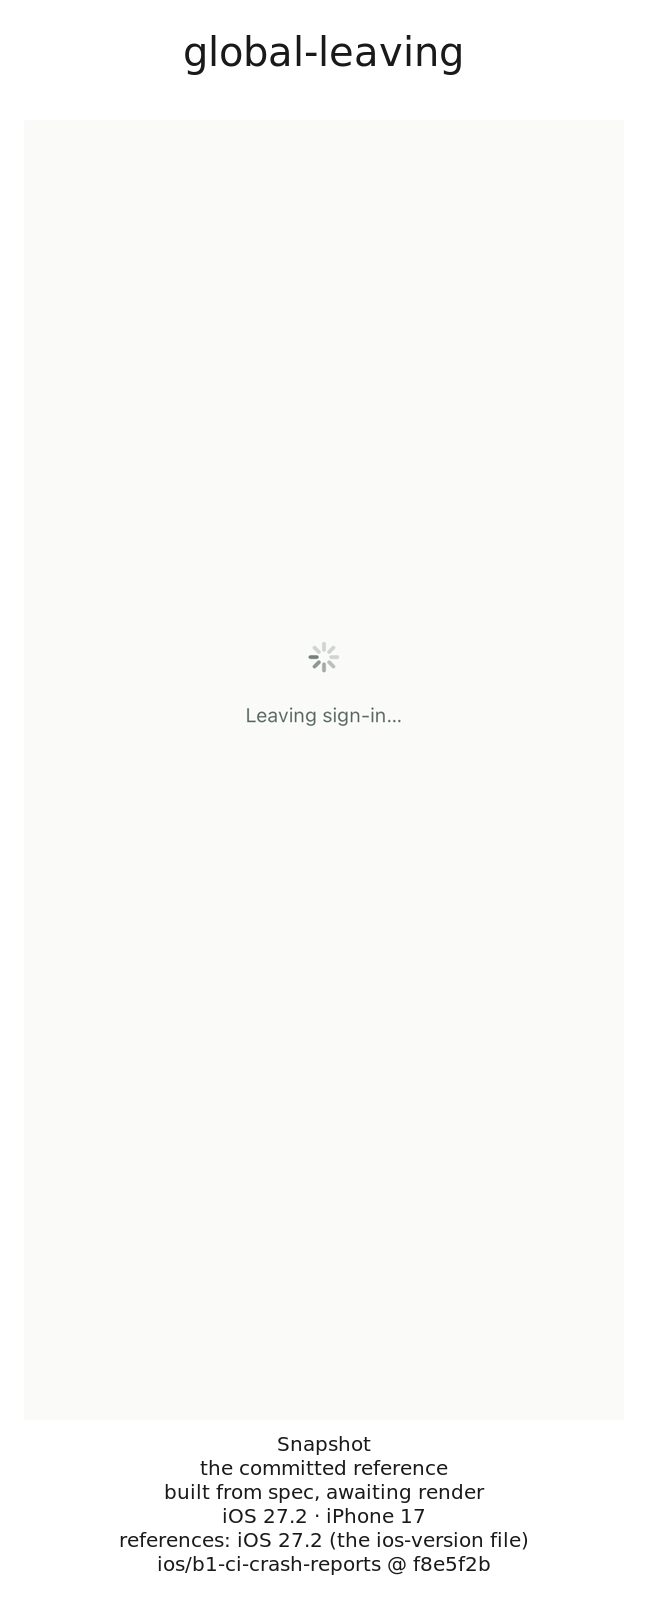 global-leaving
Leaving sign-in...
Snapshot
the committed reference
built from spec, awaiting render
iOS 27.2 · iPhone 17
references: iOS 27.2 (the ios-version file)
ios/b1-ci-crash-reports @ f8e5f2b